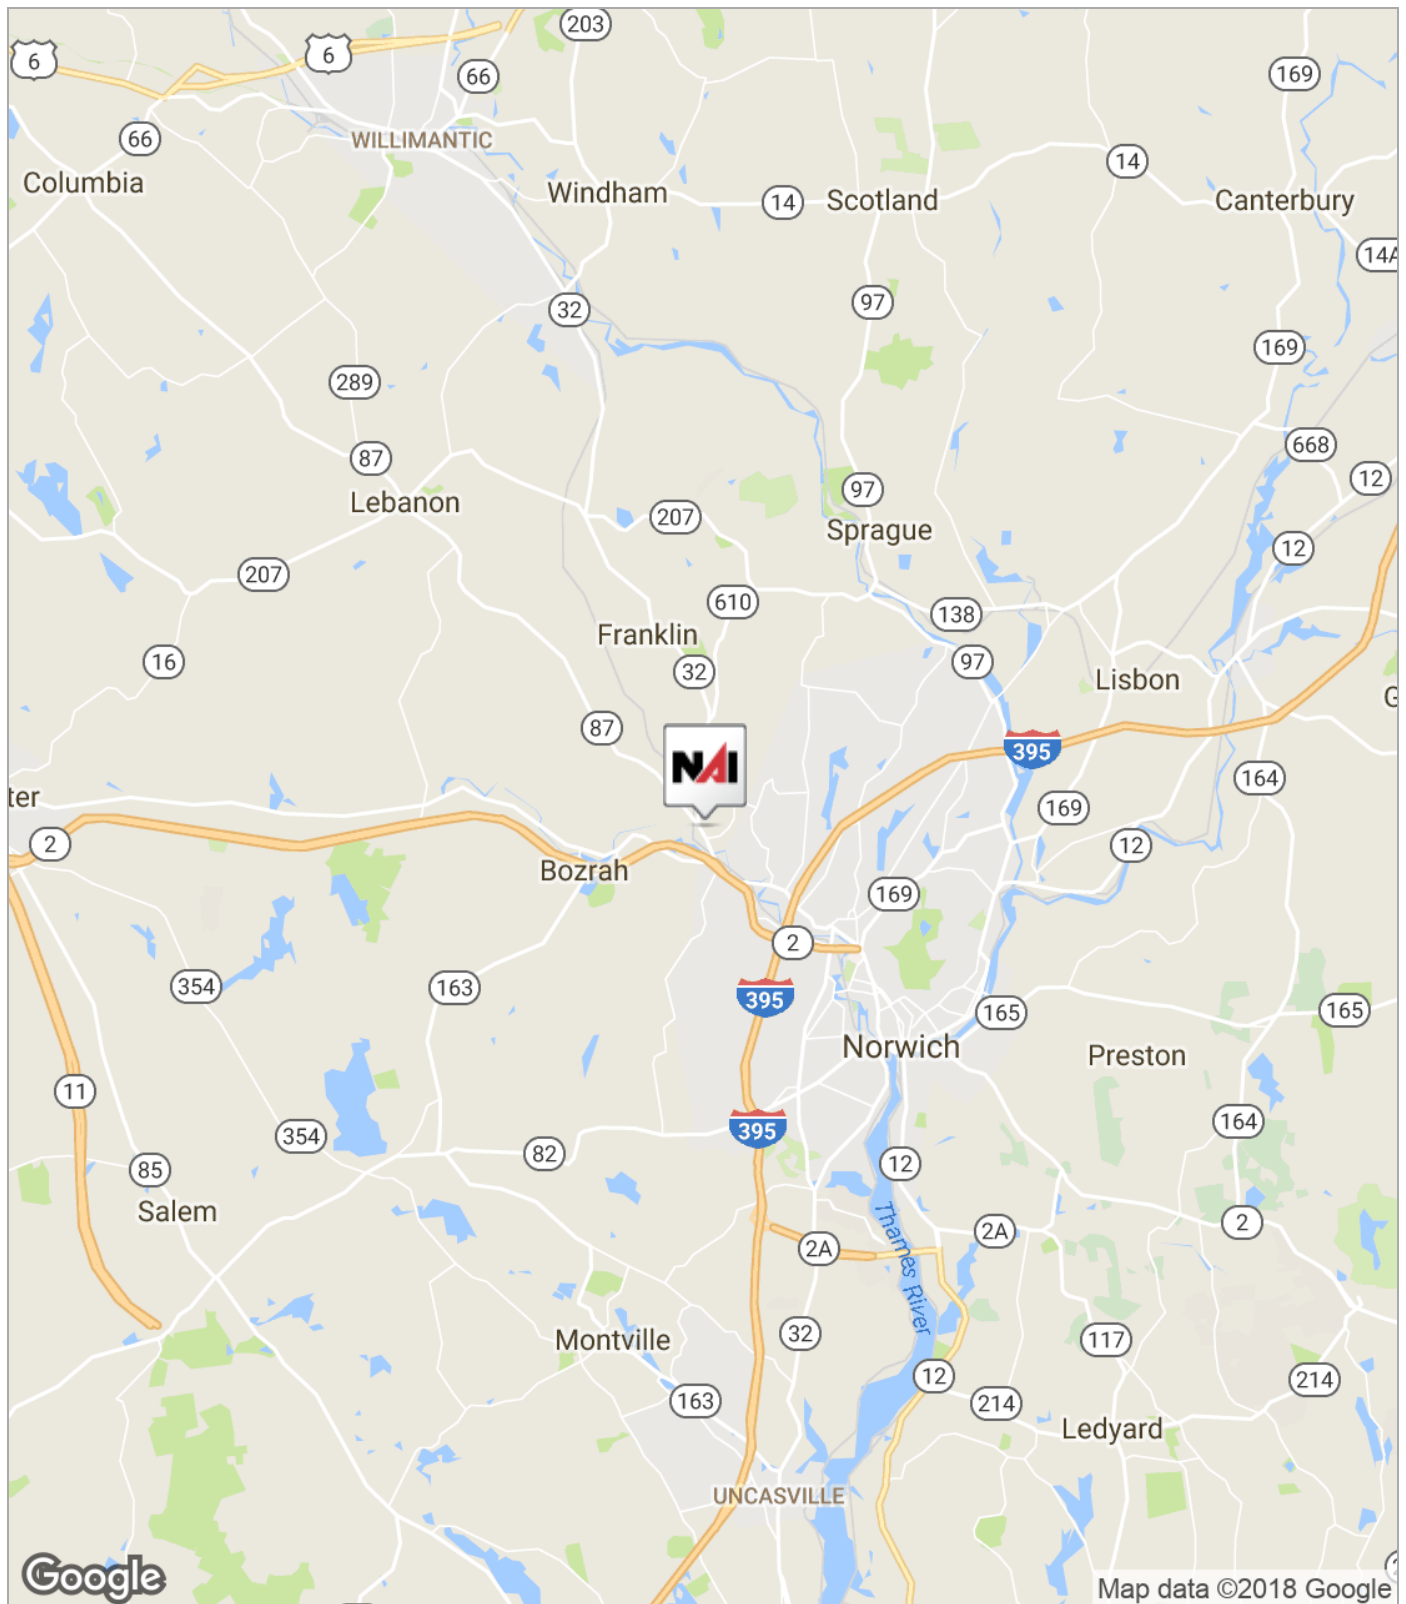 203
6
6
66
169
66
WILLIMANTIC
14
Columbia
Windham
14
Scotland
Canterbury
14A
97
32
169
289
668
87
12
97
Lebanon
207
Sprague
12
207
610
138
Franklin
16
32
97
Lisbon
87
395
NAI
164
ter
169
2
12
Bozrah
169
2
354
163
395
165
165
Norwich
Preston
11
164
395
354
82
12
85
Salem
2
2A
2A
Thames River
32
117
Montville
12
214
163
214
Ledyard
UNCASVILLE
Google
Map data ©2018 Google